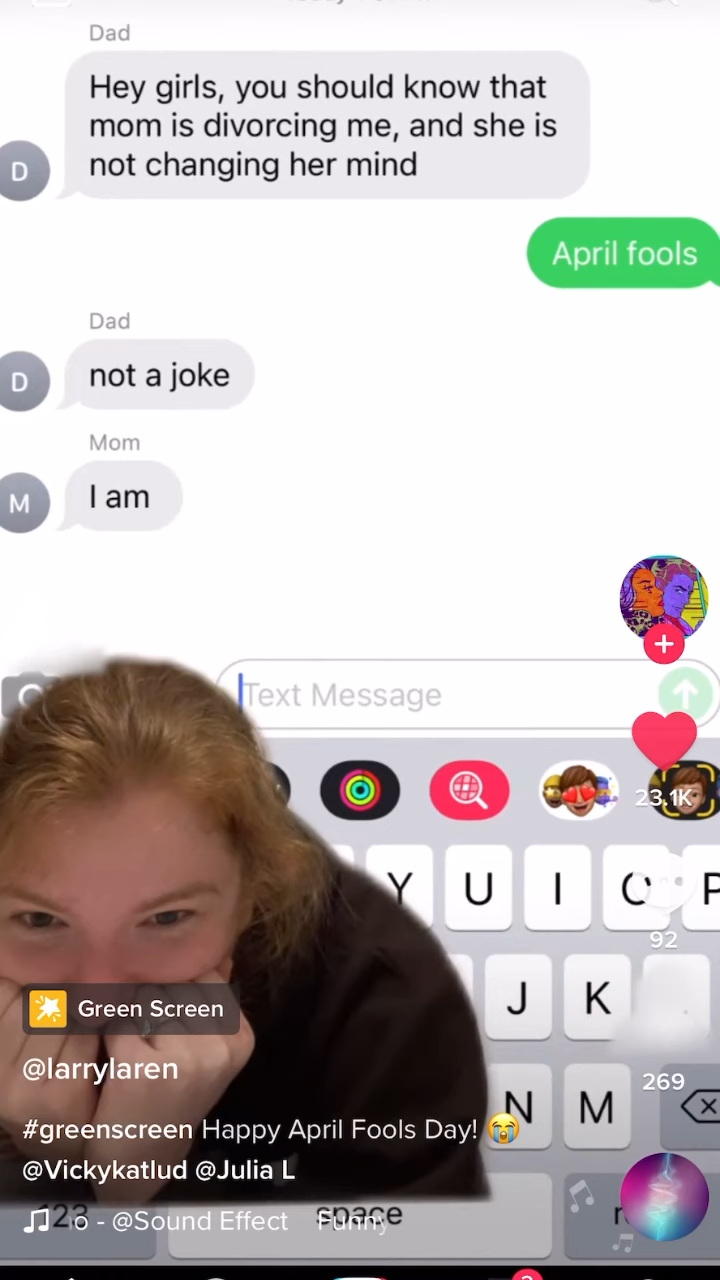 Dad
Hey girls, you should know that
mom is divorcing me, and she is
not changing her mind
D
April fools
Dad
not a joke
D
Mom
I am
M
Text Message
23.1K
Y U I O P
92
Green Screen
J K
@larrylaren
269
#greenscreen Happy April Fools Day! 😭
N M
@Vickykatlud @Julia L
123
space
o - @Sound Effect Funny